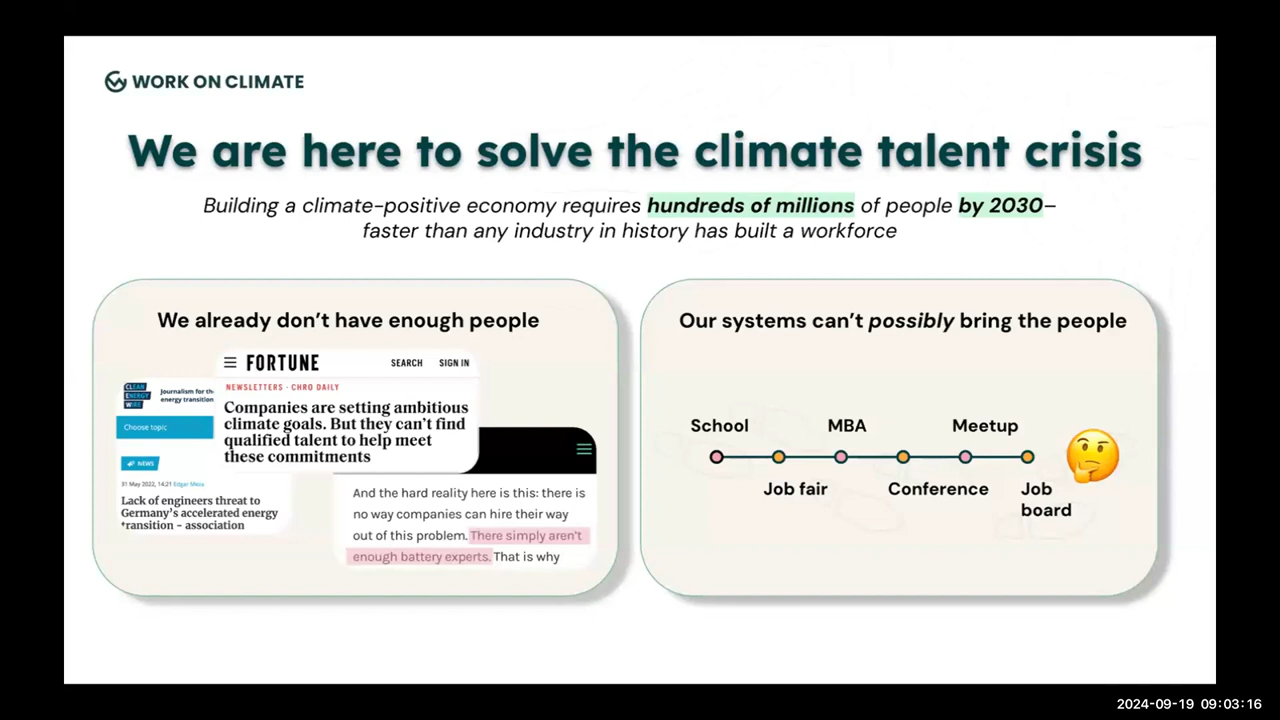 WORK ON CLIMATE
We are here to solve the climate talent crisis
Building a climate-positive economy requires hundreds of millions of people by 2030–
faster than any industry in history has built a workforce
We already don't have enough people
FORTUNE
SEARCH SIGN IN
NEWSLETTERS · CHRO DAILY
Companies are setting ambitious
climate goals. But they can't find
qualified talent to help meet
these commitments
CLEAN
ENERGY
WIRE
Journalism for the
energy transition
Choose topic
NEWS
31 May 2022, 14:21 Edgar Meza
Lack of engineers threat to
Germany's accelerated energy
transition – association
And the hard reality here is this: there is
no way companies can hire their way
out of this problem. There simply aren't
enough battery experts. That is why
Our systems can't possibly bring the people
School
MBA
Meetup
Job fair
Conference
Job
board
2024-09-19 09:03:16